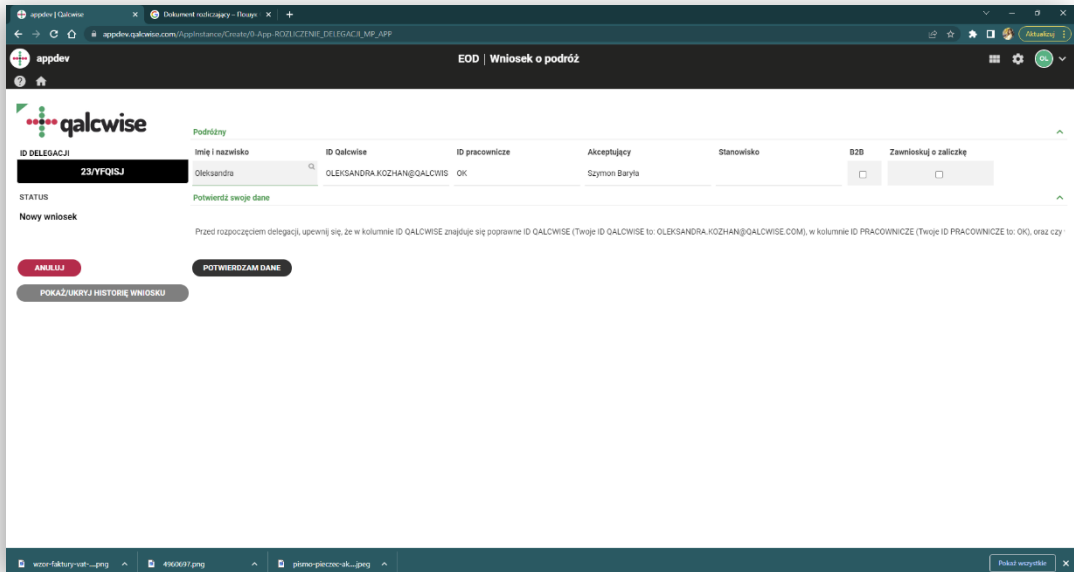 appdev | Qalcwise
Dokument rozliczający – Пошук
appdev.qalcwise.com/AppInstance/Create/0-App-ROZLICZENIE_DELEGACJI_MP_APP
Aktualizuj
appdev
EOD | Wniosek o podróż
OL
qalcwise
Podróżny
ID DELEGACJI
Imię i nazwisko ID Qalcwise ID pracownicze Akceptujący Stanowisko B2B Zawnioskuj o zaliczkę
23/YFQISJ
Oleksandra OLEKSANDRA.KOZHAN@QALCWIS OK Szymon Baryła
STATUS
Potwierdź swoje dane
Nowy wniosek
Przed rozpoczęciem delegacji, upewnij się, że w kolumnie ID QALCWISE znajduje się poprawne ID QALCWISE (Twoje ID QALCWISE to: OLEKSANDRA.KOZHAN@QALCWISE.COM), w kolumnie ID PRACOWNICZE (Twoje ID PRACOWNICZE to: OK), oraz czy
ANULUJ
POTWIERDZAM DANE
POKAŻ/UKRYJ HISTORIĘ WNIOSKU
wzor-faktury-vat-....png 4960697.png pismo-pieczec-ak....jpeg Pokaż wszystkie